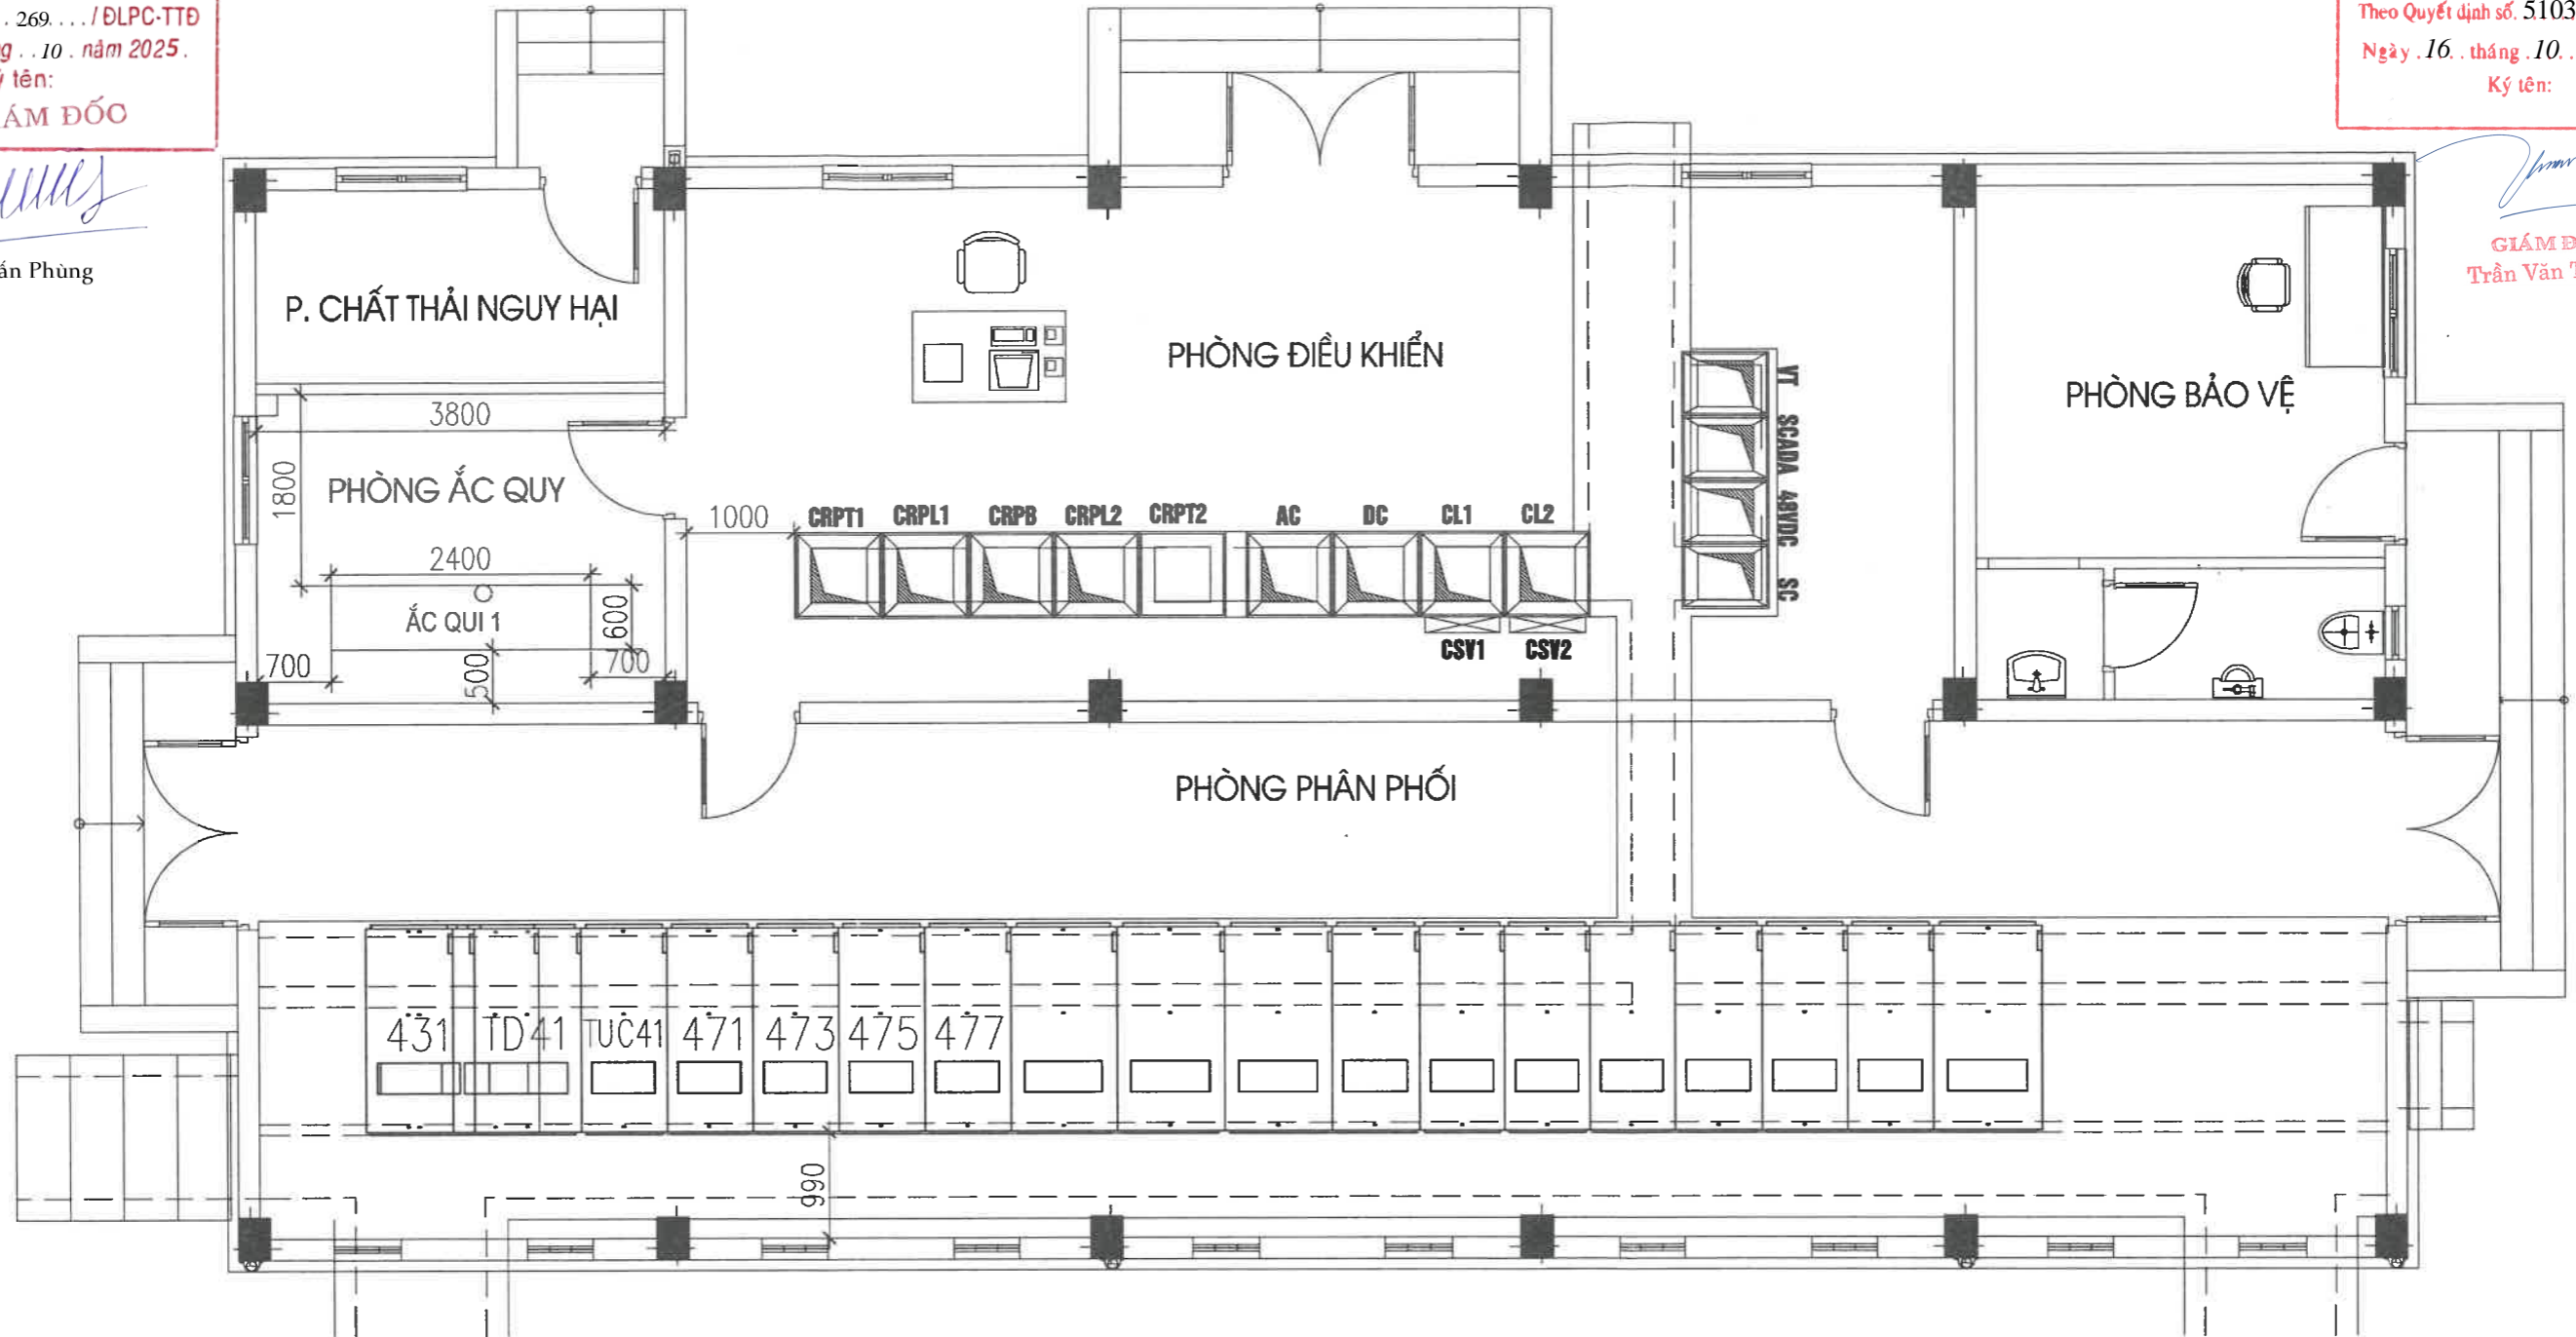 269..../ĐLPC-TTĐ
10. năm 2025.
tên:
ÁM ĐỐC
ấn Phùng
Theo Quyết định số. 5103
Ngày .16.. tháng .10..
Ký tên:
GIÁM Đ
Trần Văn T
P. CHẤT THẢI NGUY HẠI
PHÒNG ĐIỀU KHIỂN
PHÒNG BẢO VỆ
VT
SCADA
48VDC
SC
3800
1800
PHÒNG ẮC QUY
1000
CRPT1
CRPL1
CRPB
CRPL2
CRPT2
AC
DC
CL1
CL2
2400
ẮC QUI 1
600
CSV1
CSV2
700
500
700
PHÒNG PHÂN PHỐI
431
TD41
TUC41
471
473
475
477
990